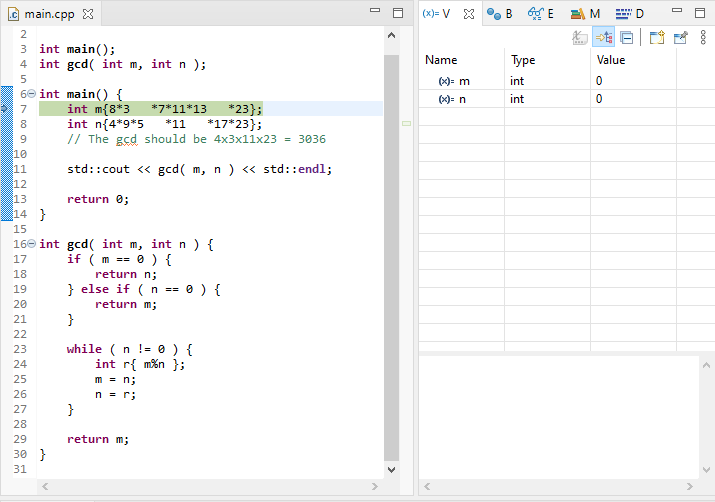 main.cpp
2
3 int main();
4 int gcd( int m, int n );
5
6 int main() {
7     int m{8*3   *7*11*13   *23};
8     int n{4*9*5   *11   *17*23};
9     // The gcd should be 4x3x11x23 = 3036
10
11     std::cout << gcd( m, n ) << std::endl;
12
13     return 0;
14 }
15
16 int gcd( int m, int n ) {
17     if ( m == 0 ) {
18         return n;
19     } else if ( n == 0 ) {
20         return m;
21     }
22
23     while ( n != 0 ) {
24         int r{ m%n };
25         m = n;
26         n = r;
27     }
28
29     return m;
30 }
31
(x)= V B E M D
Name Type Value
(x)= m int 0
(x)= n int 0